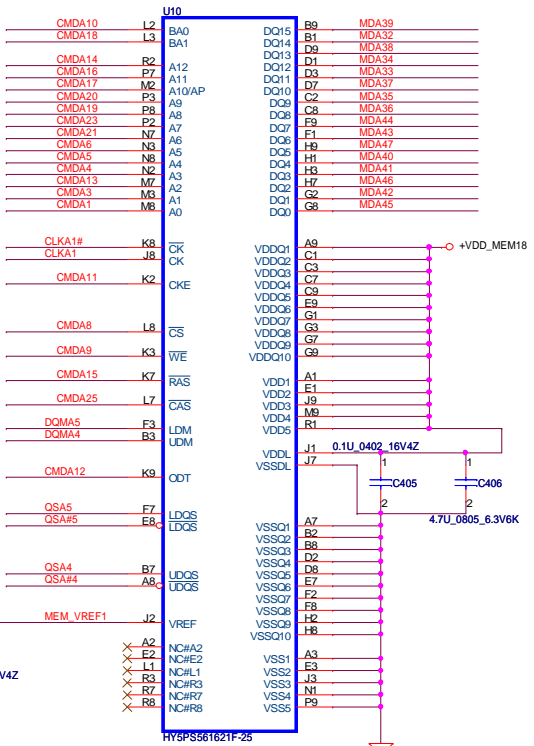 U10
CMDA10 L2 BA0 DQ15 B9 MDA39
CMDA18 L3 BA1 DQ14 B1 MDA32
DQ13 D9 MDA38
CMDA14 R2 A12 DQ12 D1 MDA34
CMDA16 P7 A11 DQ11 D3 MDA33
CMDA17 M2 A10/AP DQ10 D7 MDA37
CMDA20 P3 A9 DQ9 C2 MDA35
CMDA19 P8 A8 DQ8 C8 MDA36
CMDA23 P2 A7 DQ7 F9 MDA44
CMDA21 N7 A6 DQ6 F1 MDA43
CMDA6 N3 A5 DQ5 H9 MDA47
CMDA5 N8 A4 DQ4 H1 MDA40
CMDA4 N2 A3 DQ3 H3 MDA41
CMDA13 M7 A2 DQ2 H7 MDA46
CMDA3 M3 A1 DQ1 G2 MDA42
CMDA1 M8 A0 DQ0 G8 MDA45
CLKA1# K8 CK VDDQ1 A9 +VDD_MEM18
CLKA1 J8 CK VDDQ2 C1
VDDQ3 C3
CMDA11 K2 CKE VDDQ4 C7
VDDQ5 C9
VDDQ6 E9
VDDQ7 G1
CMDA8 L8 CS VDDQ8 G3
VDDQ9 G7
CMDA9 K3 WE VDDQ10 G9
CMDA15 K7 RAS VDD1 A1
VDD2 E1
CMDA25 L7 CAS VDD3 J9
VDD4 M9
DQMA5 F3 LDM VDD5 R1
DQMA4 B3 UDM
VDDL J1 0.1U_0402_16V4Z
VSSDL J7
CMDA12 K9 ODT
1 C405 2
1 C406 2
4.7U_0805_6.3V6K
QSA5 F7 LDQS VSSQ1 A7
QSA#5 E8 LDQS VSSQ2 B2
VSSQ3 B8
VSSQ4 D2
QSA4 B7 UDQS VSSQ5 D8
QSA#4 A8 UDQS VSSQ6 E7
VSSQ7 F2
VSSQ8 F8
MEM_VREF1 J2 VREF VSSQ9 H2
VSSQ10 H8
A2 NC#A2
E2 NC#E2 VSS1 A3
L1 NC#L1 VSS2 E3
R3 NC#R3 VSS3 J3
R7 NC#R7 VSS4 N1
R8 NC#R8 VSS5 P9
V4Z
HY5PS561621F-25